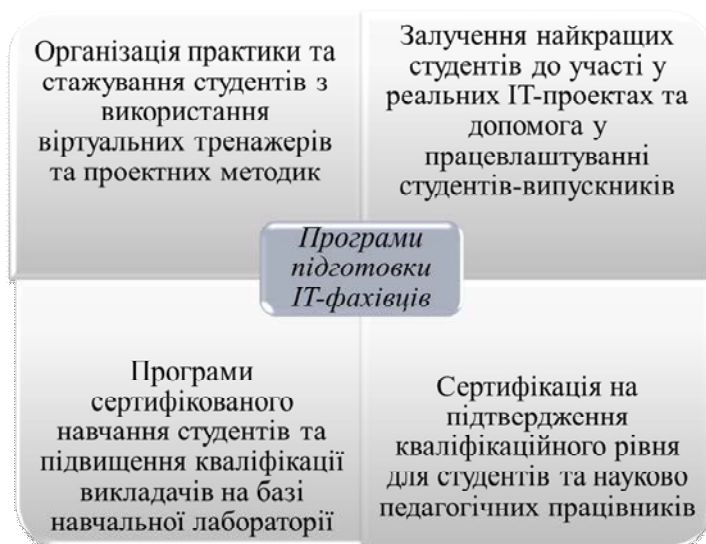 Організація практики та
стажування студентів з
використання
віртуальних тренажерів
та проектних методик
Залучення найкращих
студентів до участі у
реальних ІТ-проектах та
допомога у
працевлаштуванні
студентів-випускників
Програми
підготовки
ІТ-фахівців
Програми
сертифікованого
навчання студентів та
підвищення кваліфікації
викладачів на базі
навчальної лабораторії
Сертифікація на
підтвердження
кваліфікаційного рівня
для студентів та науково
педагогічних працівників